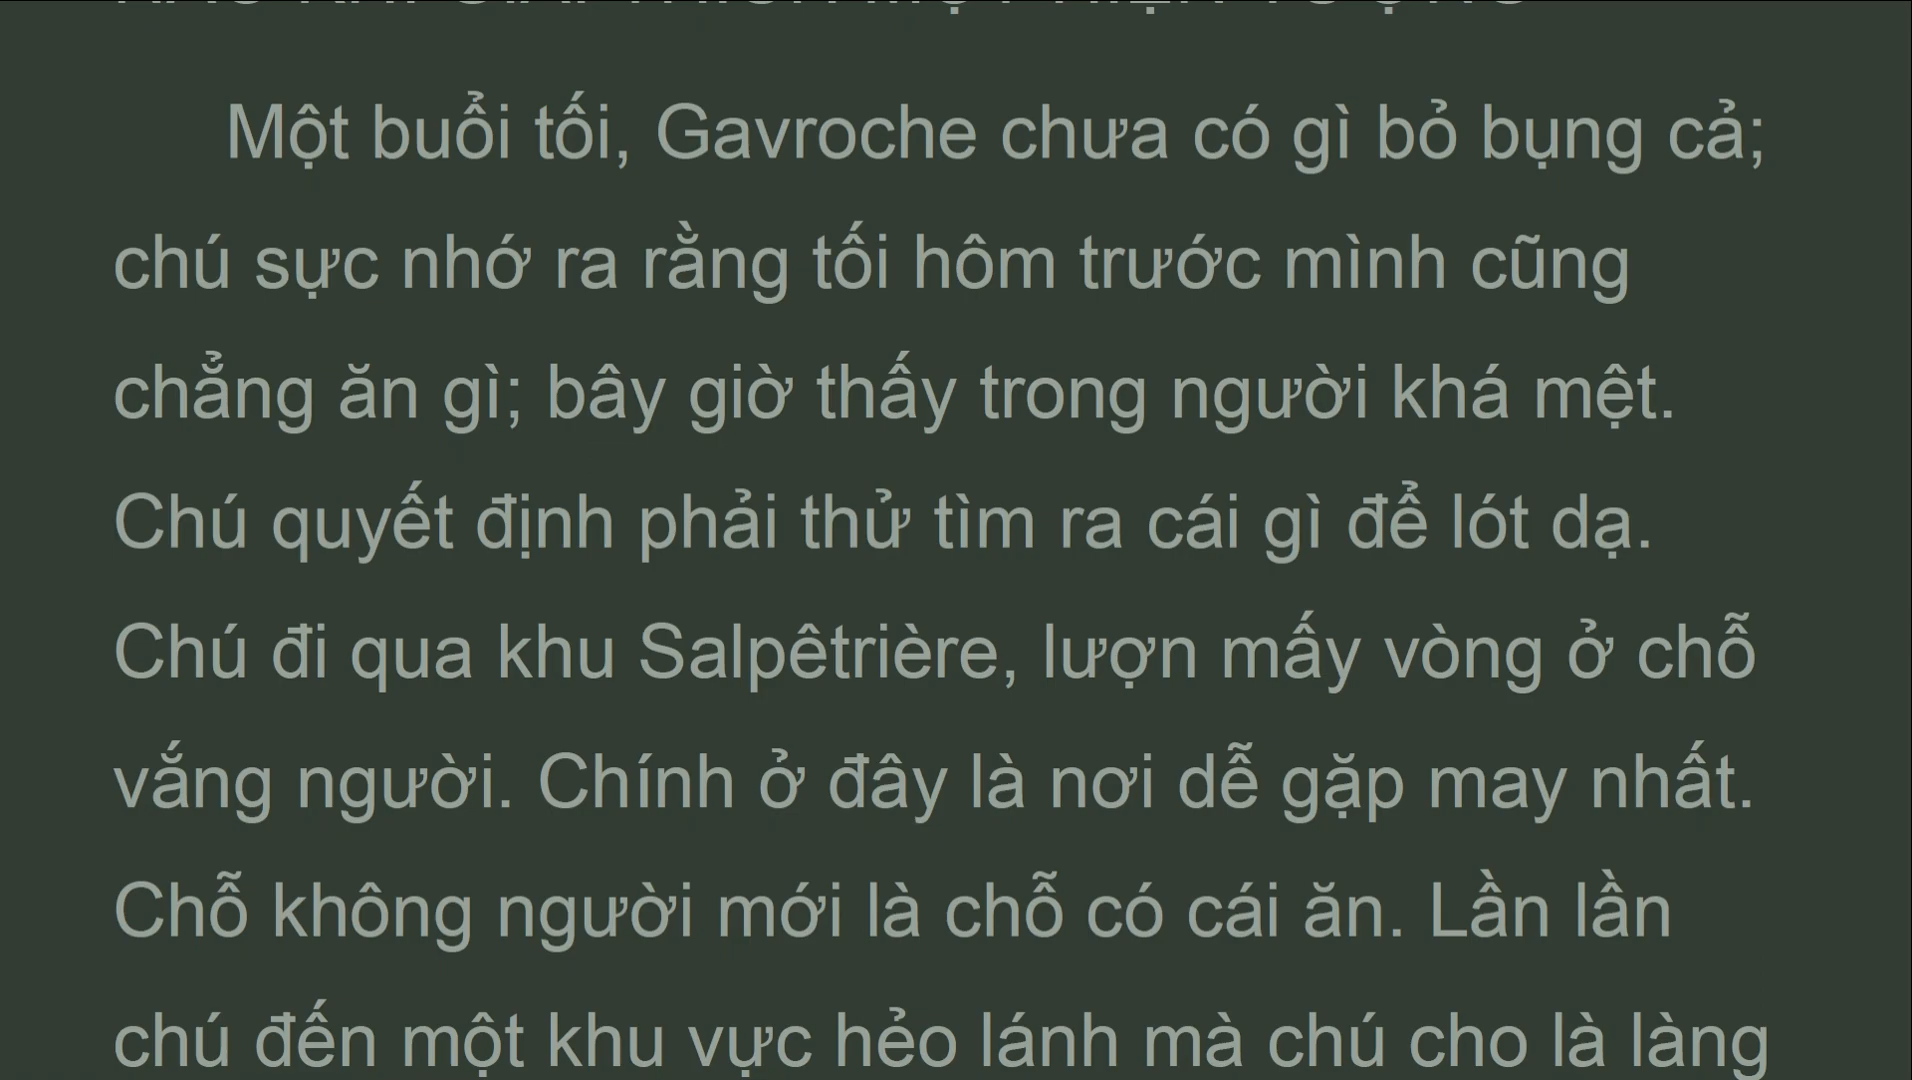 Một buổi tối, Gavroche chưa có gì bỏ bụng cả;
chú sực nhớ ra rằng tối hôm trước mình cũng
chẳng ăn gì; bây giờ thấy trong người khá mệt.
Chú quyết định phải thử tìm ra cái gì để lót dạ.
Chú đi qua khu Salpêtrière, lượn mấy vòng ở chỗ
vắng người. Chính ở đây là nơi dễ gặp may nhất.
Chỗ không người mới là chỗ có cái ăn. Lần lần
chú đến một khu vực hẻo lánh mà chú cho là làng